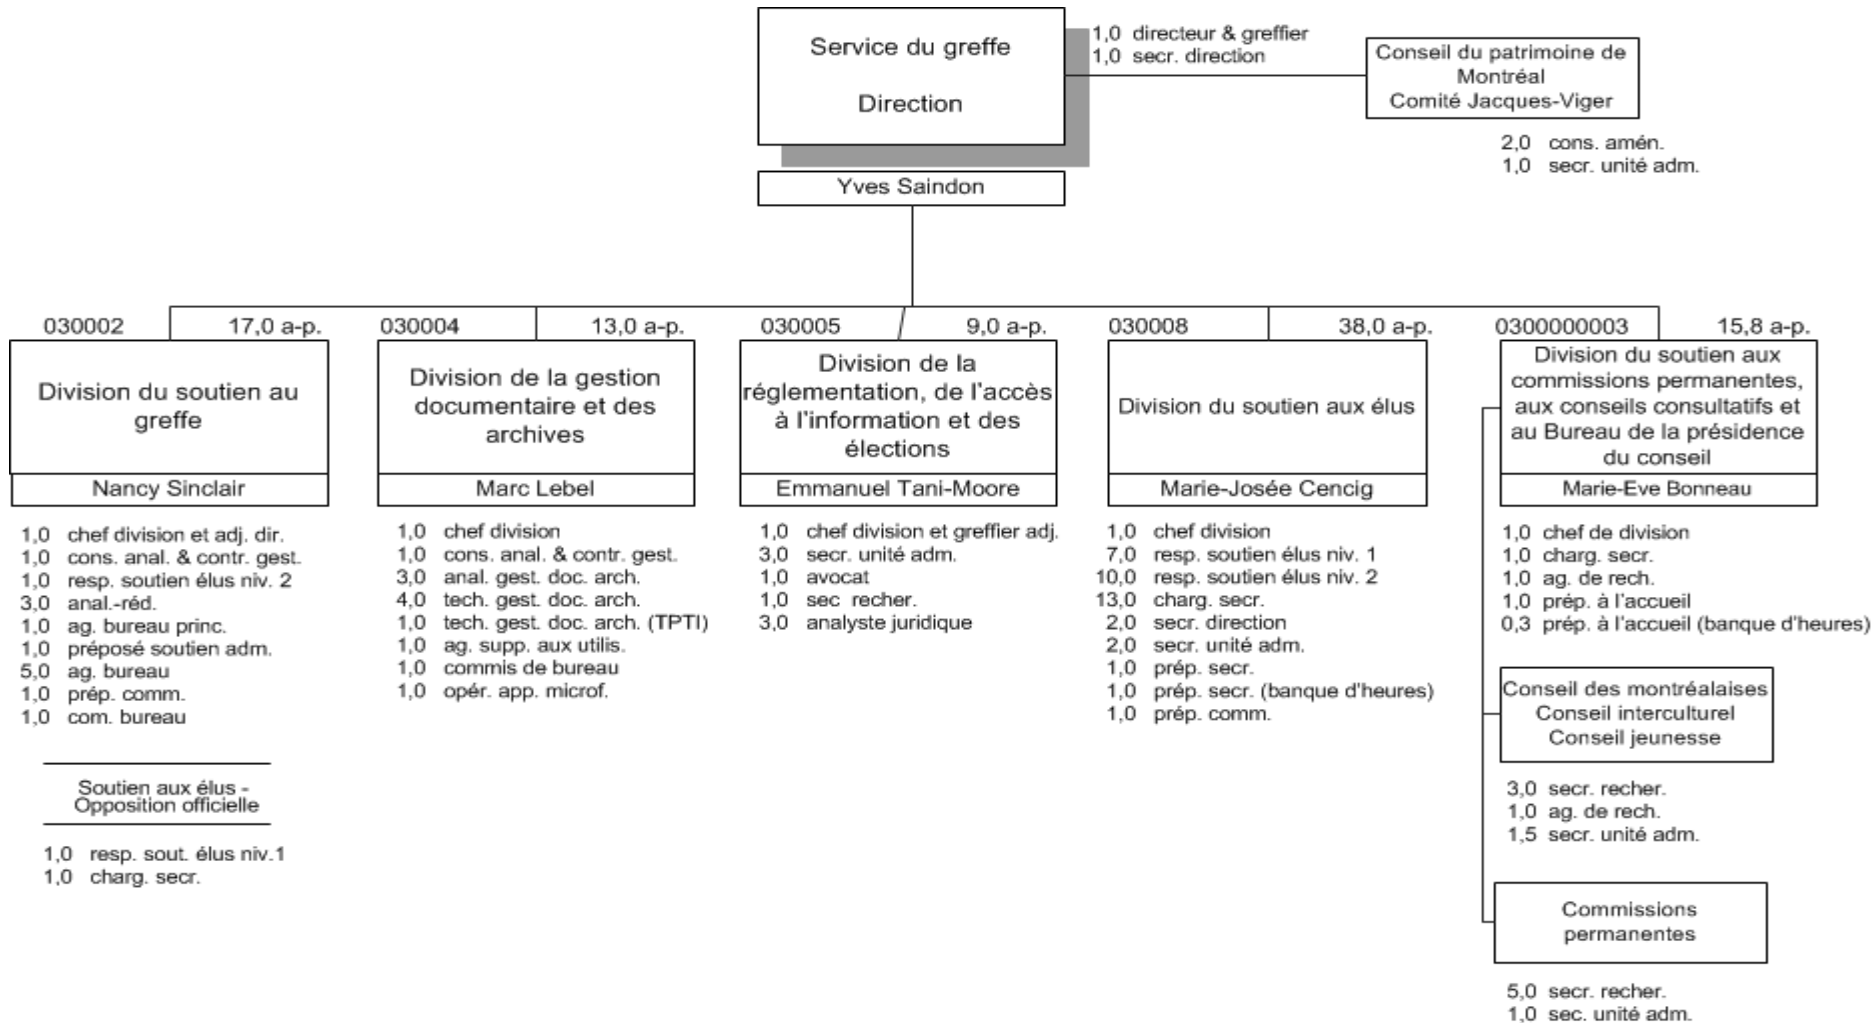 Service du greffe
Direction
1,0 directeur & greffier
1,0 secr. direction
Conseil du patrimoine de
Montréal
Comité Jacques-Viger
2,0 cons. amén.
1,0 secr. unité adm.
Yves Saindon
030002 17,0 a-p.
Division du soutien au
greffe
Nancy Sinclair
1,0 chef division et adj. dir.
1,0 cons. anal. & contr. gest.
1,0 resp. soutien élus niv. 2
3,0 anal.-réd.
1,0 ag. bureau princ.
1,0 préposé soutien adm.
5,0 ag. bureau
1,0 prép. comm.
1,0 com. bureau
Soutien aux élus -
Opposition officielle
1,0 resp. sout. élus niv.1
1,0 charg. secr.
030004 13,0 a-p.
Division de la gestion
documentaire et des
archives
Marc Lebel
1,0 chef division
1,0 cons. anal. & contr. gest.
3,0 anal. gest. doc. arch.
4,0 tech. gest. doc. arch.
1,0 tech. gest. doc. arch. (TPTI)
1,0 ag. supp. aux utilis.
1,0 commis de bureau
1,0 opér. app. microf.
030005 9,0 a-p.
Division de la
réglementation, de l'accès
à l'information et des
élections
Emmanuel Tani-Moore
1,0 chef division et greffier adj.
3,0 secr. unité adm.
1,0 avocat
1,0 sec recher.
3,0 analyste juridique
030008 38,0 a-p.
Division du soutien aux élus
Marie-Josée Cencig
1,0 chef division
7,0 resp. soutien élus niv. 1
10,0 resp. soutien élus niv. 2
13,0 charg. secr.
2,0 secr. direction
2,0 secr. unité adm.
1,0 prép. secr.
1,0 prép. secr. (banque d'heures)
1,0 prép. comm.
0300000003 15,8 a-p.
Division du soutien aux
commissions permanentes,
aux conseils consultatifs et
au Bureau de la présidence
du conseil
Marie-Eve Bonneau
1,0 chef de division
1,0 charg. secr.
1,0 ag. de rech.
1,0 prép. à l'accueil
0,3 prép. à l'accueil (banque d'heures)
Conseil des montréalaises
Conseil interculturel
Conseil jeunesse
3,0 secr. recher.
1,0 ag. de rech.
1,5 secr. unité adm.
Commissions
permanentes
5,0 secr. recher.
1,0 sec. unité adm.